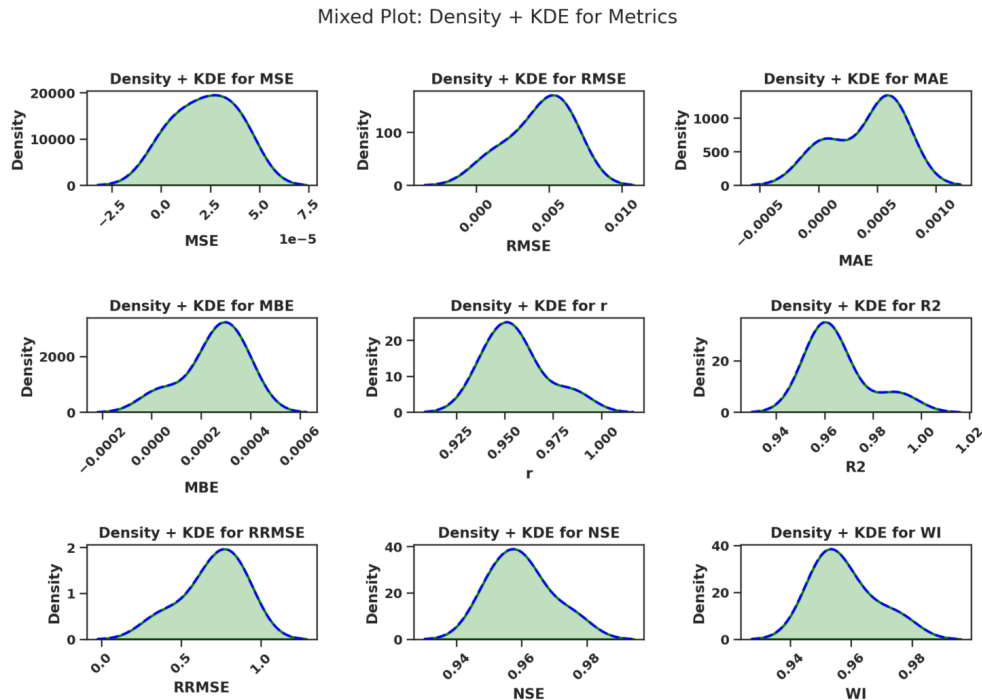 Mixed Plot: Density + KDE for Metrics
Density + KDE for MSE
Density
20000
10000
0
−2.5
0.0
2.5
5.0
7.5
1e−5
MSE
Density + KDE for RMSE
Density
100
0
0.000
0.005
0.010
RMSE
Density + KDE for MAE
Density
1000
500
0
−0.0005
0.0000
0.0005
0.0010
MAE
Density + KDE for MBE
Density
2000
0
−0.0002
0.0000
0.0002
0.0004
0.0006
MBE
Density + KDE for r
Density
20
10
0
0.925
0.950
0.975
1.000
r
Density + KDE for R2
Density
20
0
0.94
0.96
0.98
1.00
1.02
R2
Density + KDE for RRMSE
Density
2
1
0
0.0
0.5
1.0
RRMSE
Density + KDE for NSE
Density
40
20
0
0.94
0.96
0.98
NSE
Density + KDE for WI
Density
40
20
0
0.94
0.96
0.98
WI